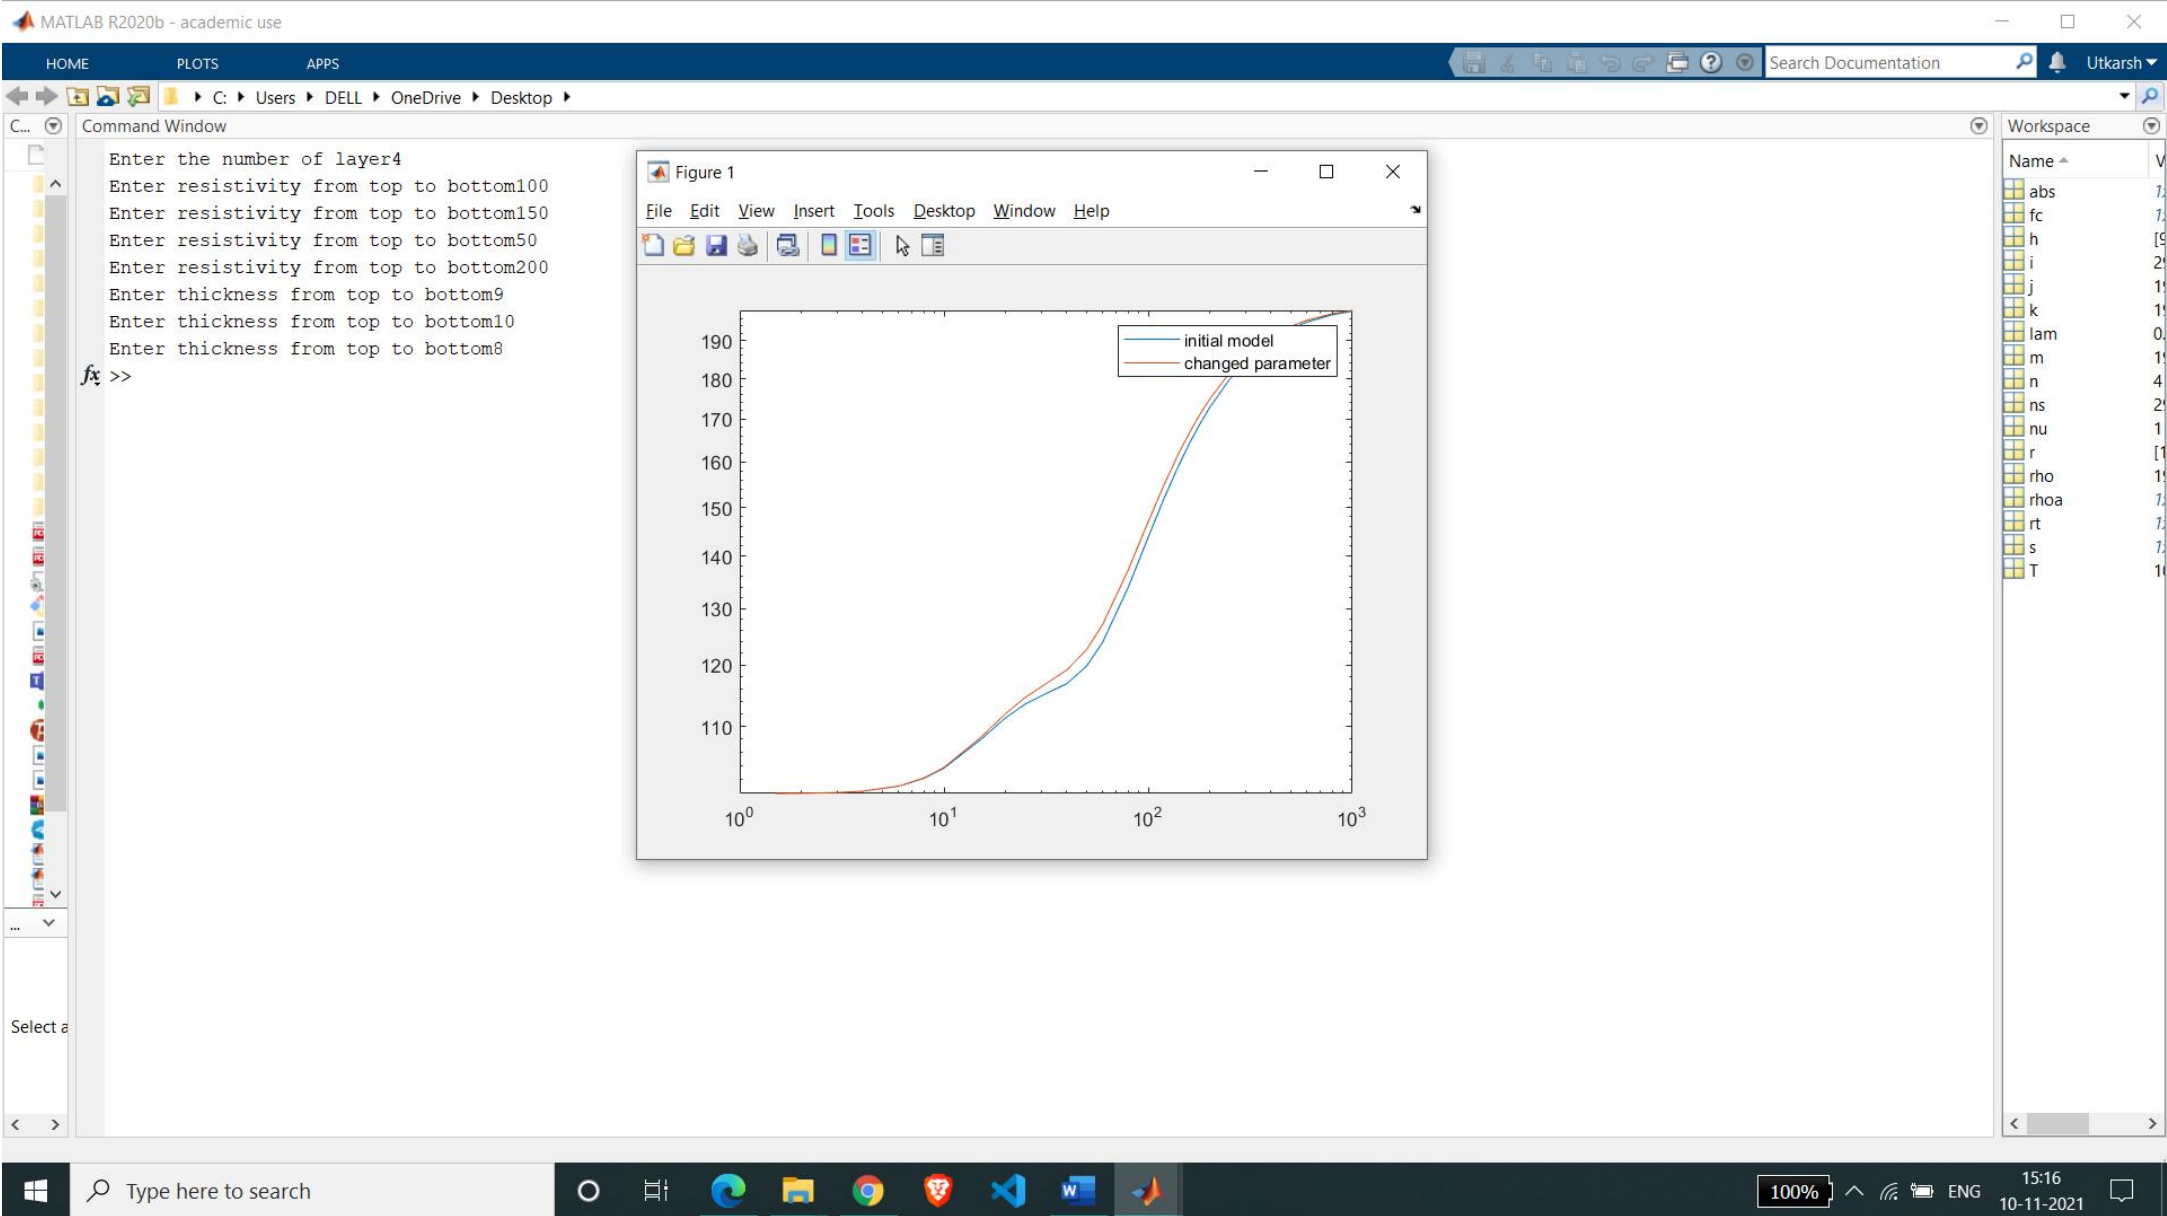 MATLAB R2020b - academic use
HOME PLOTS APPS
Search Documentation
Utkarsh
C: Users DELL OneDrive Desktop
C...
Command Window
Workspace
Enter the number of layer4
Enter resistivity from top to bottom100
Enter resistivity from top to bottom150
Enter resistivity from top to bottom50
Enter resistivity from top to bottom200
Enter thickness from top to bottom9
Enter thickness from top to bottom10
Enter thickness from top to bottom8
fx >>
Figure 1
File Edit View Insert Tools Desktop Window Help
initial model
changed parameter
190
180
170
160
150
140
130
120
110
10^0 10^1 10^2 10^3
Name V
abs
fc
h
i
j
k
lam
m
n 4
ns
nu 1
r
rho
rhoa
rt
s
T
...
Select a
Type here to search
100%
ENG
15:16
10-11-2021